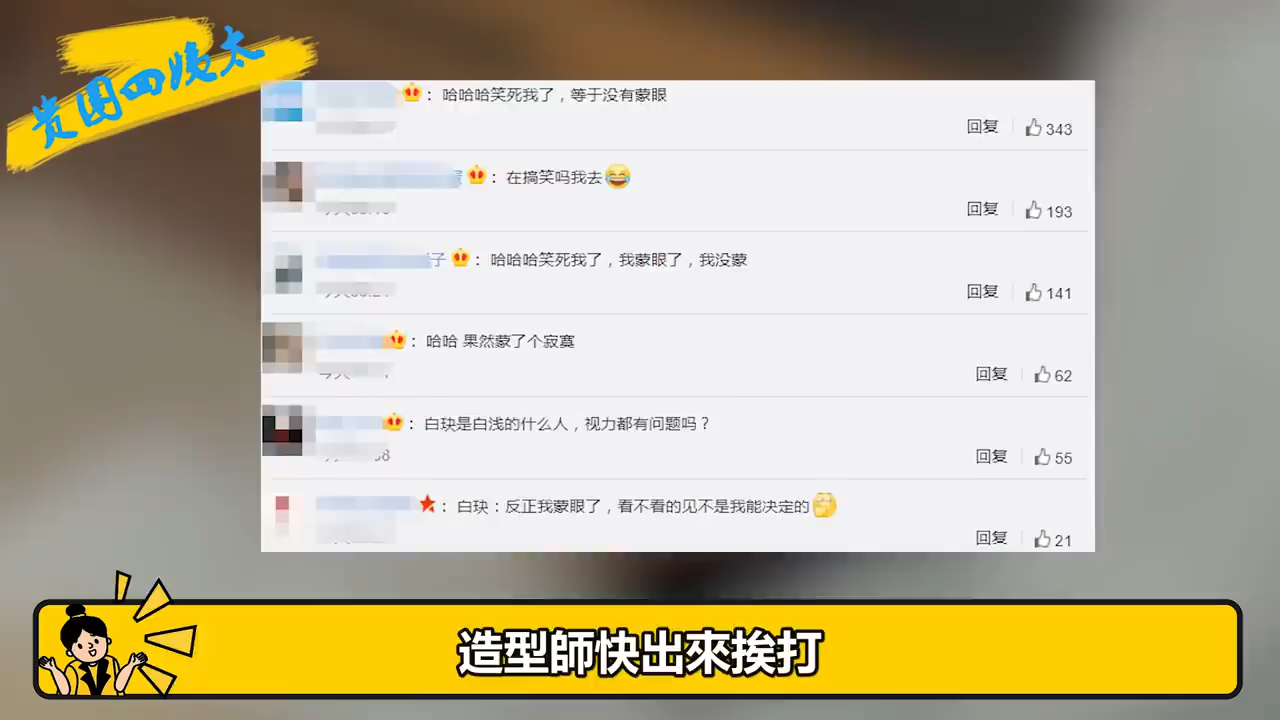 贵圈四姨太
：哈哈哈笑死我了，等于没有蒙眼
回复 343
：在搞笑吗我去
回复 193
子：哈哈哈笑死我了，我蒙眼了，我没蒙
回复 141
：哈哈 果然蒙了个寂寞
回复 62
：白玦是白浅的什么人，视力都有问题吗？
回复 55
：白玦：反正我蒙眼了，看不看的见不是我能决定的
回复 21
造型師快出來挨打